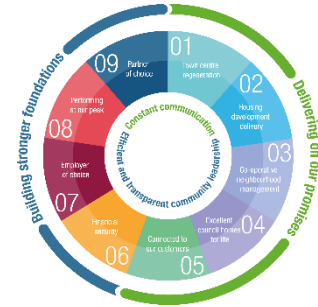 01
Town centre
regeneration
02
Housing
development
delivery
03
Co-operative
neighbourhood
management
04
Excellent
council homes
for life
05
Connected to
our customers
06
Financial
security
07
Employer
of choice
08
Performing
at our peak
09
Partner
of choice
Constant communication
Efficient and transparent community leadership
Building stronger foundations
Delivering on our promises